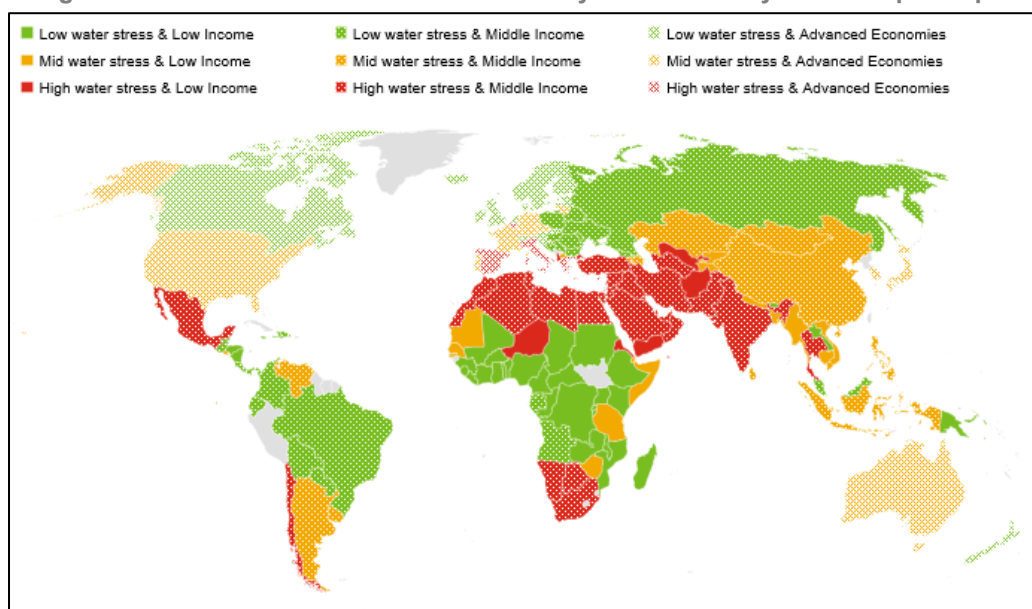 Low water stress & Low Income
Low water stress & Middle Income
Low water stress & Advanced Economies
Mid water stress & Low Income
Mid water stress & Middle Income
Mid water stress & Advanced Economies
High water stress & Low Income
High water stress & Middle Income
High water stress & Advanced Economies